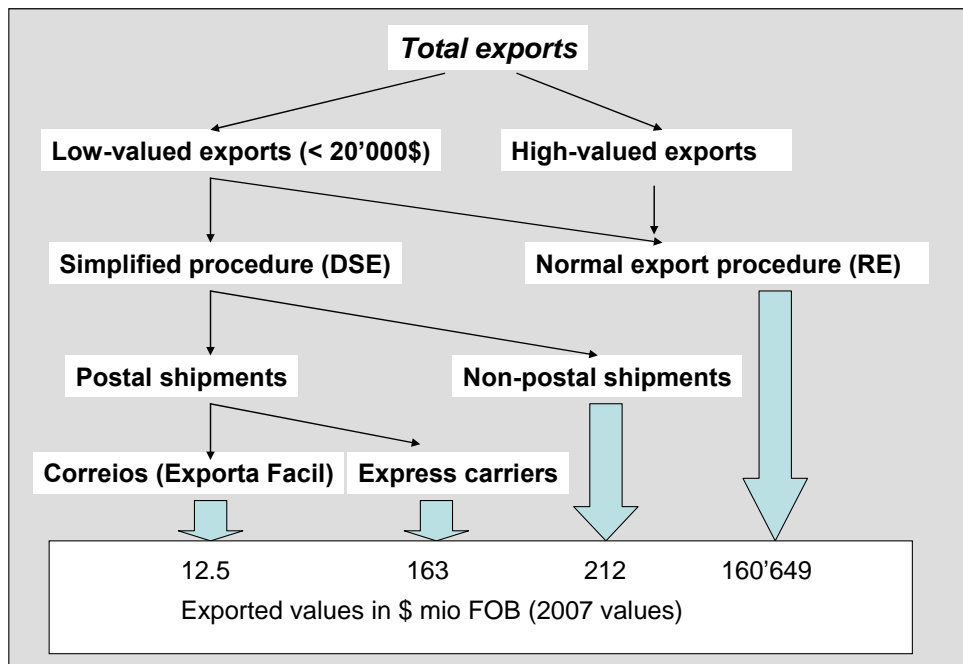 Total exports
Low-valued exports (< 20’000$)
High-valued exports
Simplified procedure (DSE)
Normal export procedure (RE)
Postal shipments
Non-postal shipments
Correios (Exporta Facil)
Express carriers
12.5 163 212 160’649
Exported values in $ mio FOB (2007 values)